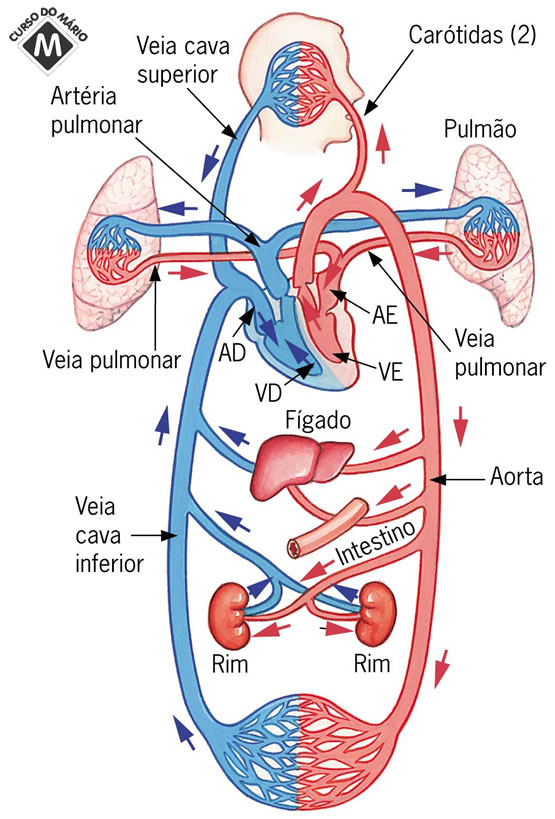 CURSO DO MÁRIO
M
Veia cava
superior
Carótidas (2)
Artéria
pulmonar
Pulmão
Veia pulmonar
AD
VD
AE
VE
Veia
pulmonar
Fígado
Aorta
Veia
cava
inferior
Intestino
Rim
Rim